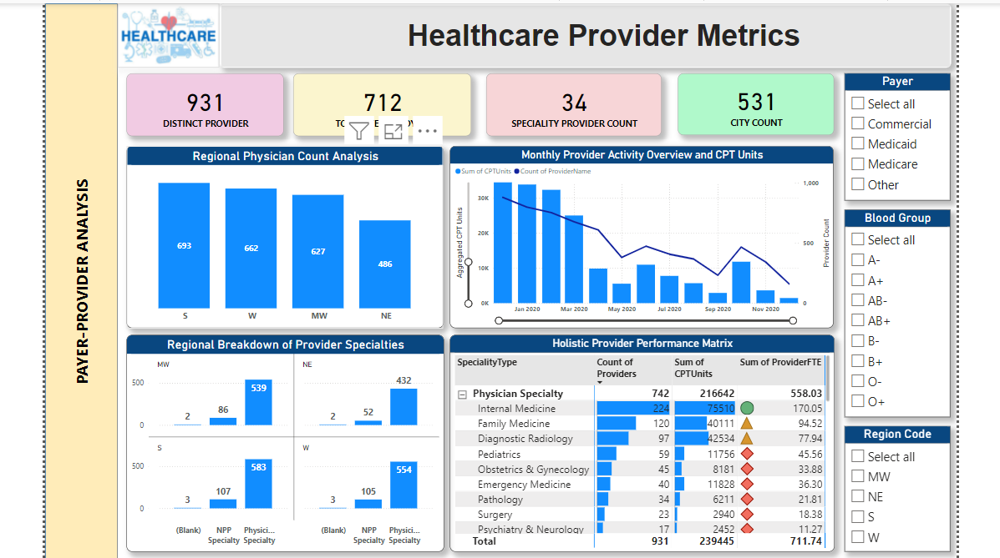 HEALTHCARE
Healthcare Provider Metrics
PAYER-PROVIDER ANALYSIS
931
DISTINCT PROVIDER
712
34
SPECIALITY PROVIDER COUNT
531
CITY COUNT
Payer
Select all
Commercial
Medicaid
Medicare
Other
Regional Physician Count Analysis
693
662
627
486
S
W
MW
NE
Monthly Provider Activity Overview and CPT Units
Sum of CPTUnits
Count of ProviderName
Aggregated CPT Units
30K
20K
10K
0K
1,000
500
0
Provider Count
Jan 2020
Mar 2020
May 2020
Jul 2020
Sep 2020
Nov 2020
Blood Group
Select all
A-
A+
AB-
AB+
B-
B+
O-
O+
Regional Breakdown of Provider Specialties
MW
NE
500
0
2
86
539
2
52
432
S
W
500
0
3
107
583
3
105
554
(Blank)
NPP Specialty
Physici... Specialty
(Blank)
NPP Specialty
Physici... Specialty
Holistic Provider Performance Matrix
SpecialityType Count of Providers Sum of CPTUnits Sum of ProviderFTE
Physician Specialty 742 216642 558.03
Internal Medicine 224 75510 170.05
Family Medicine 120 40111 94.52
Diagnostic Radiology 97 42534 77.94
Pediatrics 59 11756 45.56
Obstetrics & Gynecology 45 8181 33.88
Emergency Medicine 40 11828 36.30
Pathology 34 6211 21.81
Surgery 23 2940 18.38
Psychiatry & Neurology 17 2452 11.27
Total 931 239445 711.74
Region Code
Select all
MW
NE
S
W